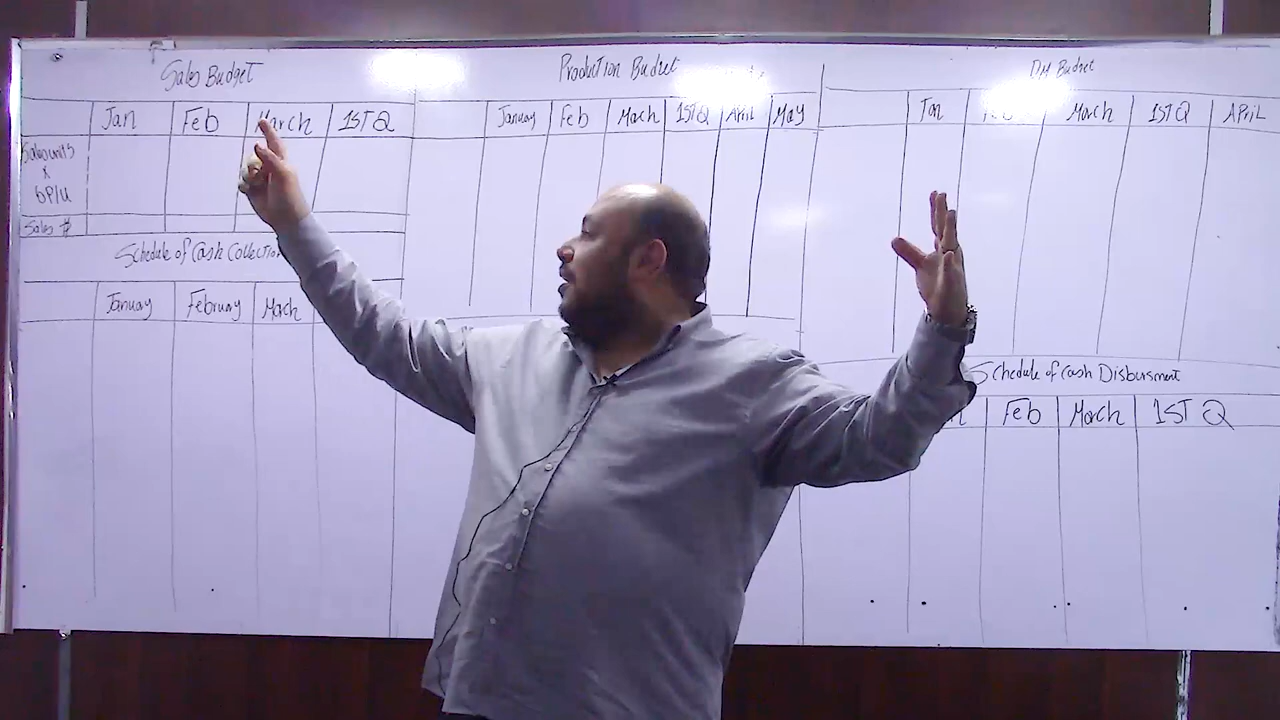 Sales Budget
Jan Feb March 1ST Q
Sales units
x
SP/U
Sales #
Schedule of Cash Collection
January February March
Production Budget
January Feb March 1ST Q April May
DM Budget
Jan March 1ST Q APRIL
Schedule of Cash Disbursment
Feb March 1ST Q